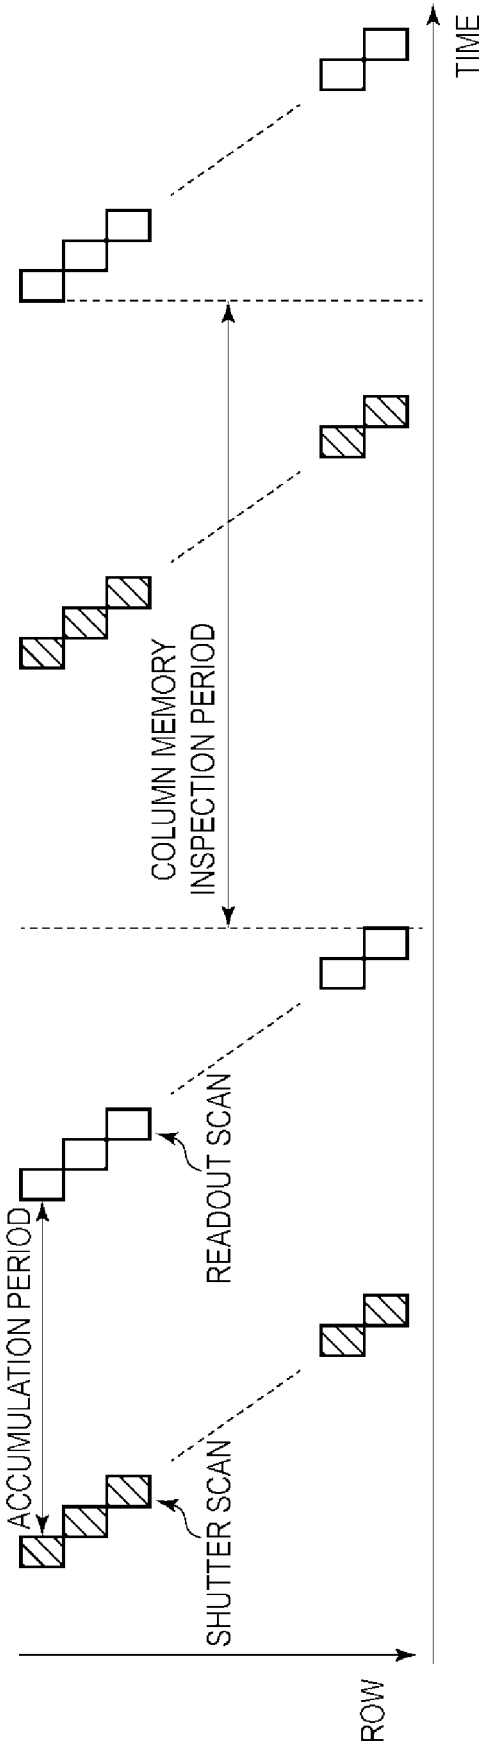 ACCUMULATION PERIOD
SHUTTER SCAN
READOUT SCAN
COLUMN MEMORY
INSPECTION PERIOD
ROW
TIME